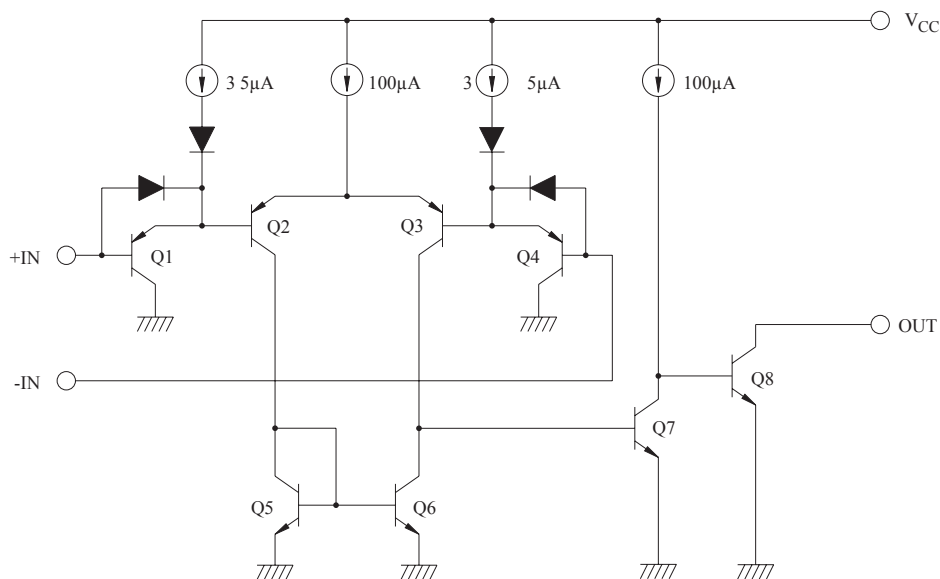 V_CC
3 5μA
100μA
3 5μA
100μA
+IN
Q1
Q2
Q3
Q4
OUT
-IN
Q8
Q7
Q5
Q6